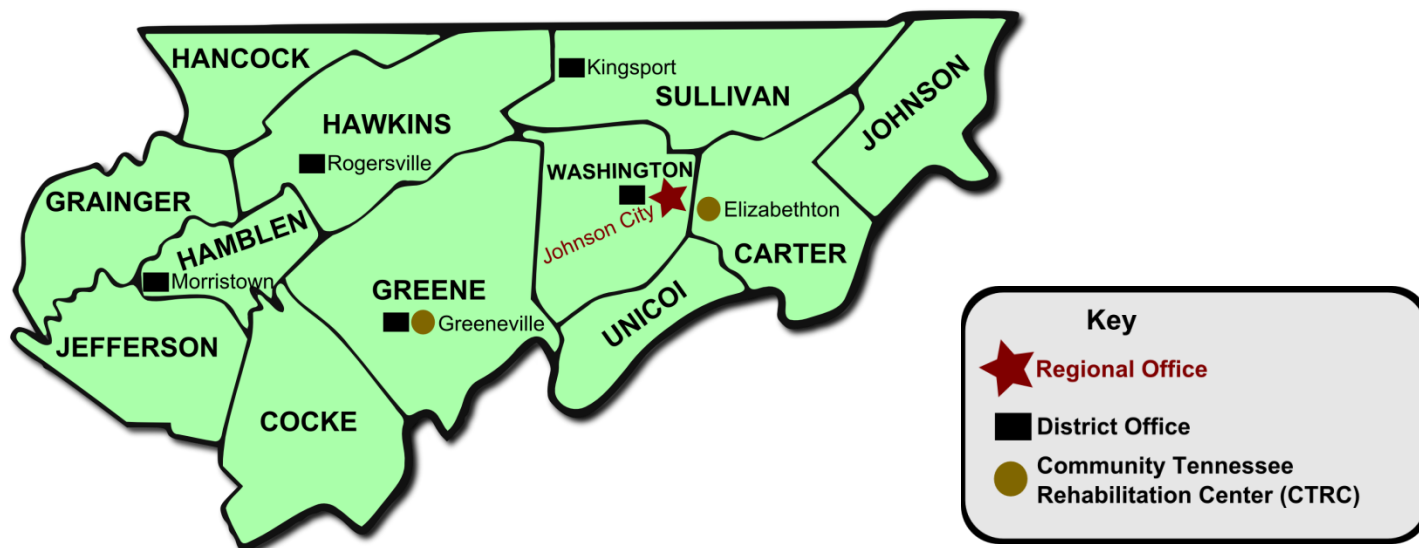 HANCOCK
Kingsport
SULLIVAN
JOHNSON
HAWKINS
Rogersville
WASHINGTON
GRAINGER
Johnson City
Elizabethton
HAMBLEN
CARTER
Morristown
GREENE
Greeneville
UNICOI
JEFFERSON
COCKE
Key
Regional Office
District Office
Community Tennessee
Rehabilitation Center (CTRC)